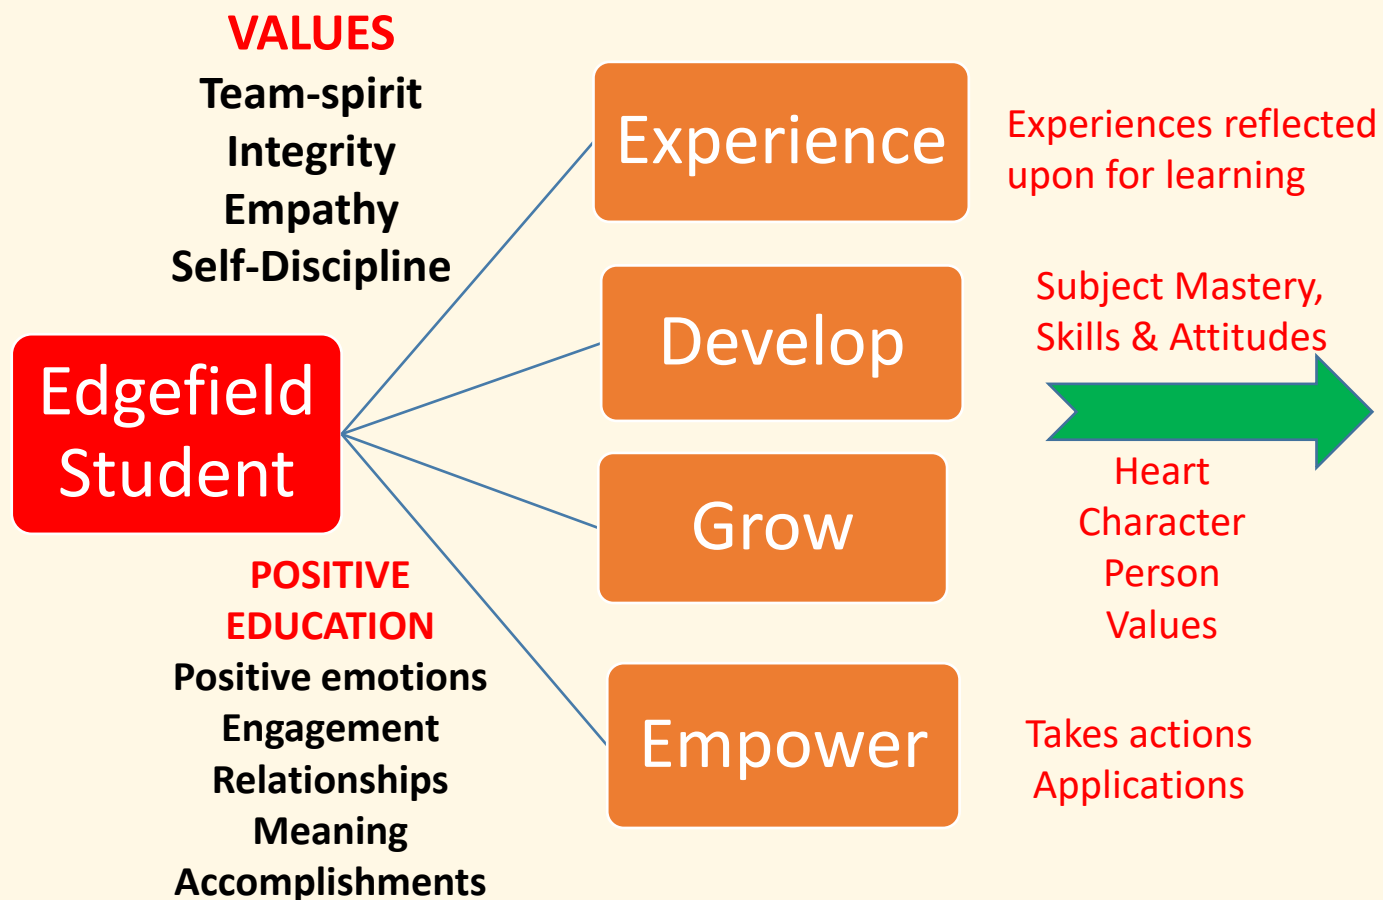 VALUES
Team-spirit
Integrity
Empathy
Self-Discipline
Edgefield
Student
POSITIVE
EDUCATION
Positive emotions
Engagement
Relationships
Meaning
Accomplishments
Experience
Experiences reflected
upon for learning
Develop
Subject Mastery,
Skills & Attitudes
Grow
Heart
Character
Person
Values
Empower
Takes actions
Applications